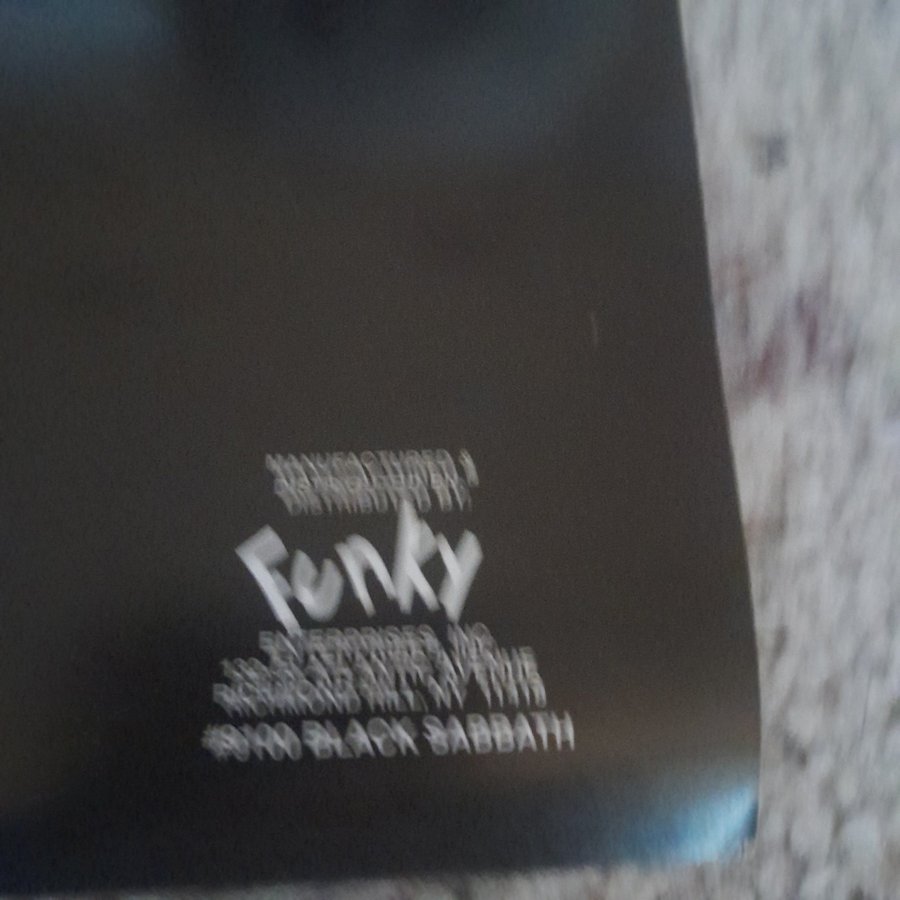 MANUFACTURED &
DISTRIBUTED BY:
Funky
ENTERPRISES, INC.
AVENUE
RICHMOND HILL, NY
BLACK SABBATH